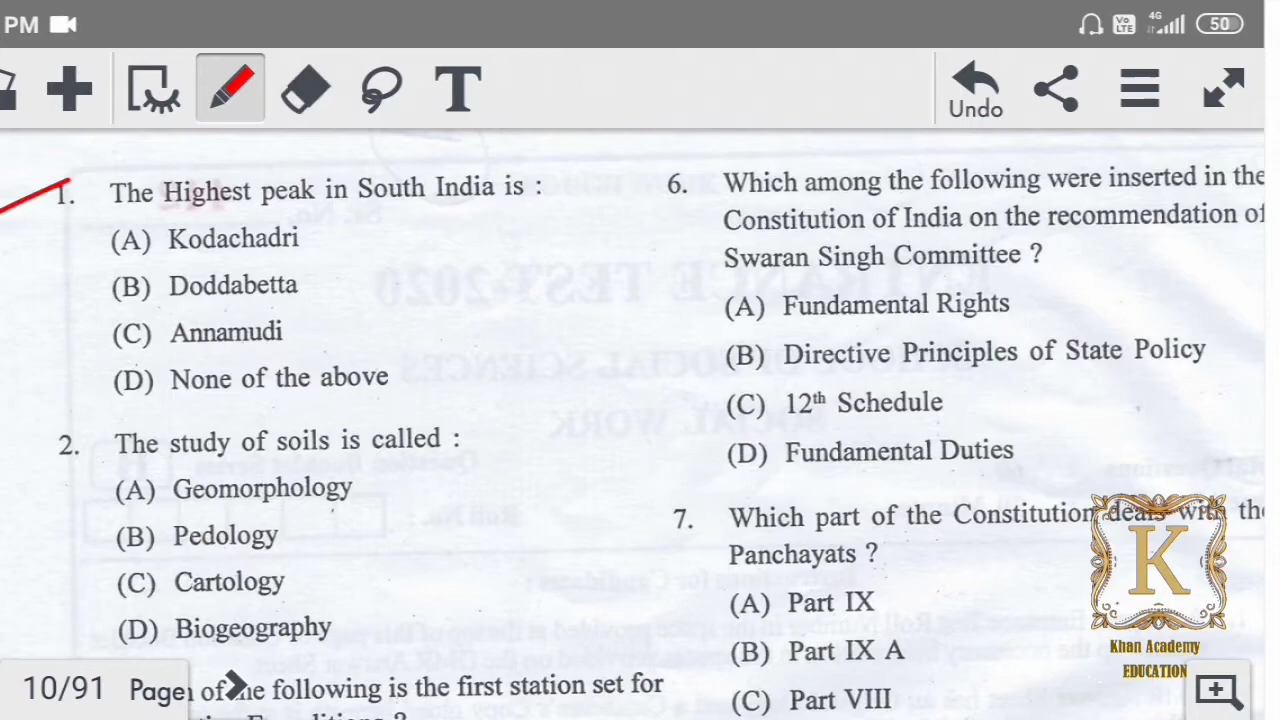 PM
Vo
LTE
4G
50
T
Undo
1. The Highest peak in South India is :
(A) Kodachadri
(B) Doddabetta
(C) Annamudi
(D) None of the above
2. The study of soils is called :
(A) Geomorphology
(B) Pedology
(C) Cartology
(D) Biogeography
of the following is the first station set for
10/91 Page
6. Which among the following were inserted in the
Constitution of India on the recommendation of
Swaran Singh Committee ?
(A) Fundamental Rights
(B) Directive Principles of State Policy
(C) 12th Schedule
(D) Fundamental Duties
7. Which part of the Constitution deals with the
Panchayats ?
(A) Part IX
(B) Part IX A
(C) Part VIII
K
Khan Academy
EDUCATION